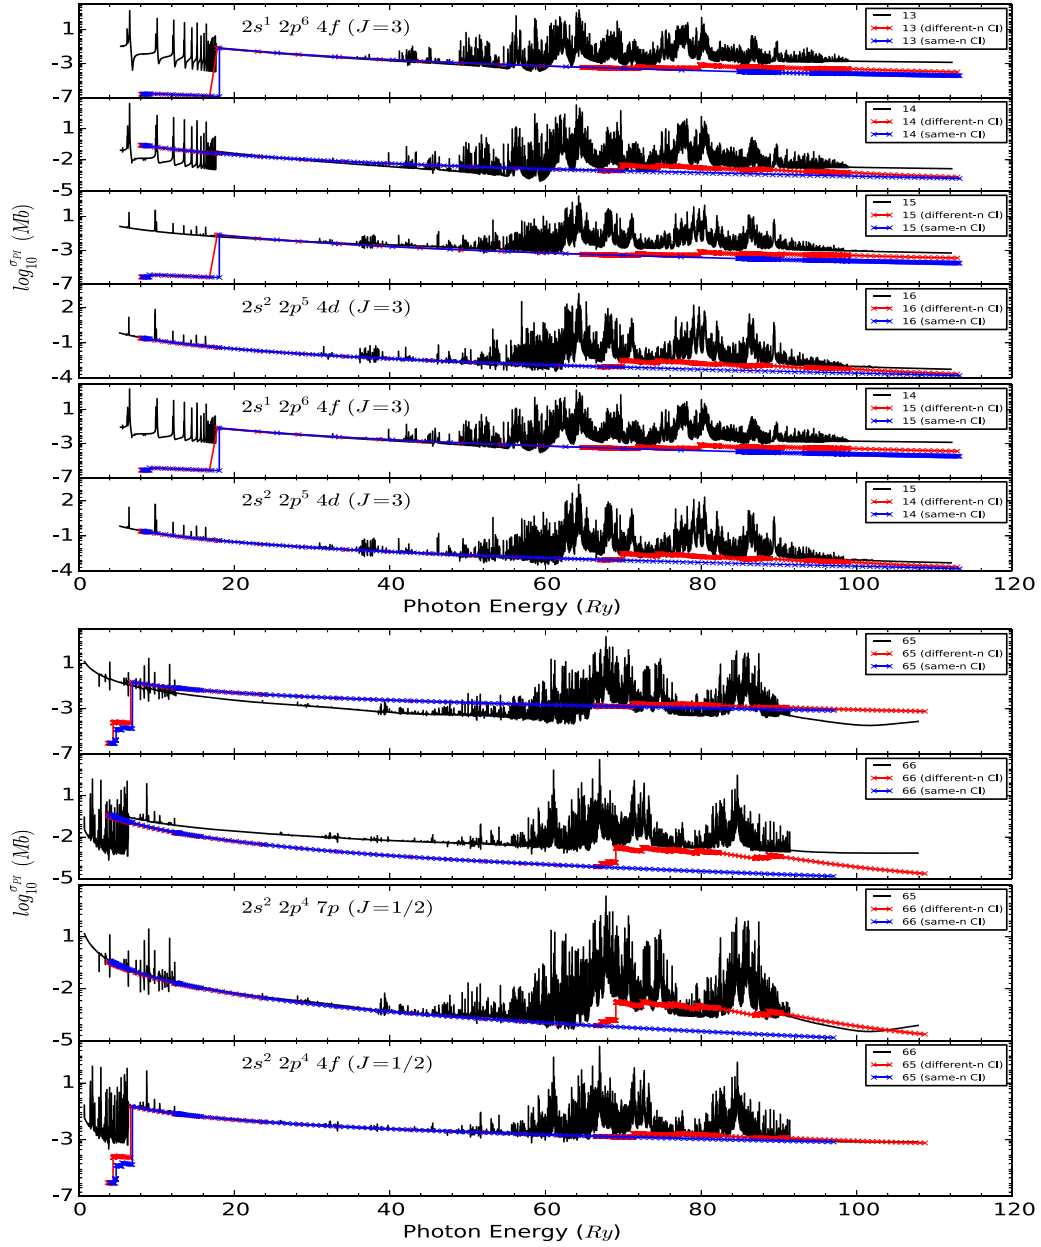 2s¹ 2p⁶ 4f (J=3)
13
13 (different-n CI)
13 (same-n CI)
1
-3
-7
14
14 (different-n CI)
14 (same-n CI)
1
-2
-5
15
15 (different-n CI)
15 (same-n CI)
1
-3
-7
log₁₀ σ_PI (Mb)
2s² 2p⁵ 4d (J=3)
16
16 (different-n CI)
16 (same-n CI)
2
-1
-4
2s¹ 2p⁶ 4f (J=3)
14
15 (different-n CI)
15 (same-n CI)
1
-3
-7
2s² 2p⁵ 4d (J=3)
15
14 (different-n CI)
14 (same-n CI)
2
-1
-4
0 20 40 60 80 100 120
Photon Energy (Ry)
65
65 (different-n CI)
65 (same-n CI)
1
-3
-7
66
66 (different-n CI)
66 (same-n CI)
1
-2
-5
log₁₀ σ_PI (Mb)
2s² 2p⁴ 7p (J=1/2)
65
66 (different-n CI)
66 (same-n CI)
1
-2
-5
2s² 2p⁴ 4f (J=1/2)
66
65 (different-n CI)
65 (same-n CI)
1
-3
-7
0 20 40 60 80 100 120
Photon Energy (Ry)